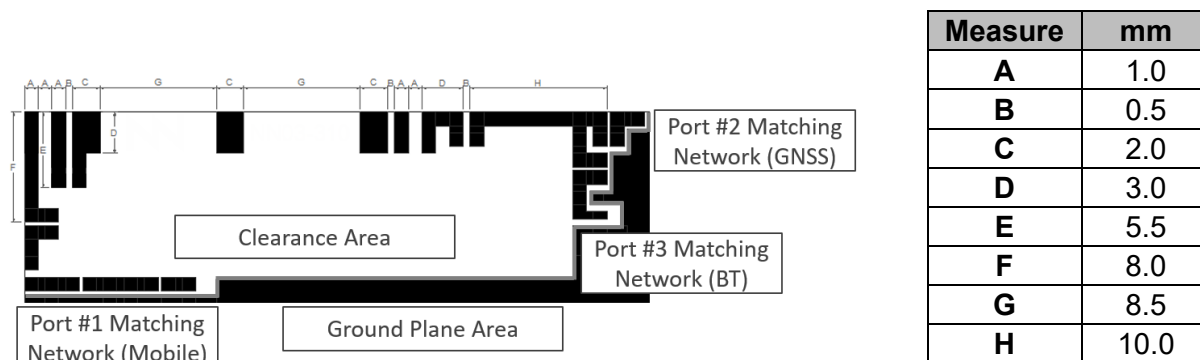 A A A B C G C G C B A A D B H
F
E
D
Port #2 Matching
Network (GNSS)
Clearance Area
Port #3 Matching
Network (BT)
Port #1 Matching
Network (Mobile)
Ground Plane Area
Measure mm
A 1.0
B 0.5
C 2.0
D 3.0
E 5.5
F 8.0
G 8.5
H 10.0